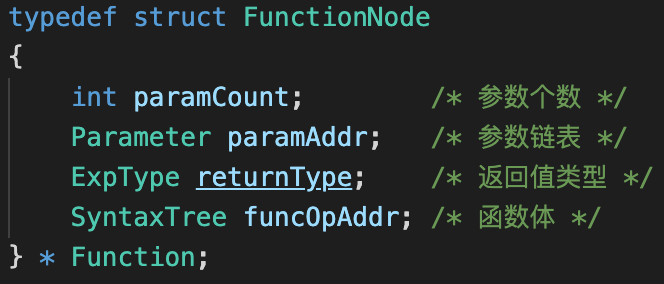 typedef struct FunctionNode
{
int paramCount; /* 参数个数 */
Parameter paramAddr; /* 参数链表 */
ExpType returnType; /* 返回值类型 */
SyntaxTree funcOpAddr; /* 函数体 */
} * Function;